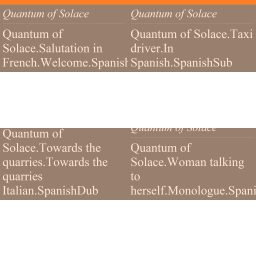 Quantum of Solace
Quantum of
Solace.Salutation in
French.Welcome.Spanish
Quantum of Solace
Quantum of Solace.Taxi
driver.In
Spanish.SpanishSub
Quantum of
Solace.Towards the
quarries.Towards the
quarries
Italian.SpanishDub
Quantum of Solace
Quantum of
Solace.Woman talking
to
herself.Monologue.Spani